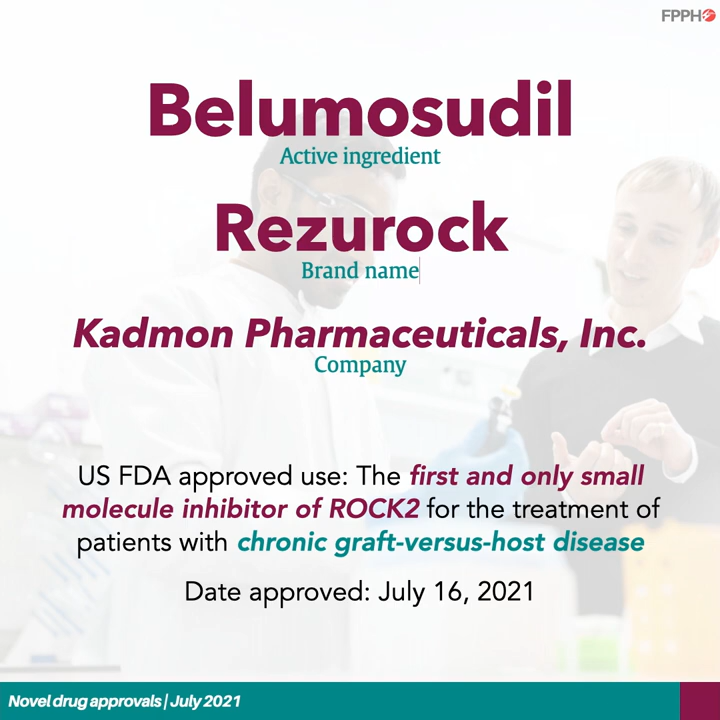 FPPH
Belumosudil
Active ingredient
Rezurock
Brand name
Kadmon Pharmaceuticals, Inc.
Company
US FDA approved use: The first and only small
molecule inhibitor of ROCK2 for the treatment of
patients with chronic graft-versus-host disease
Date approved: July 16, 2021
Novel drug approvals | July 2021